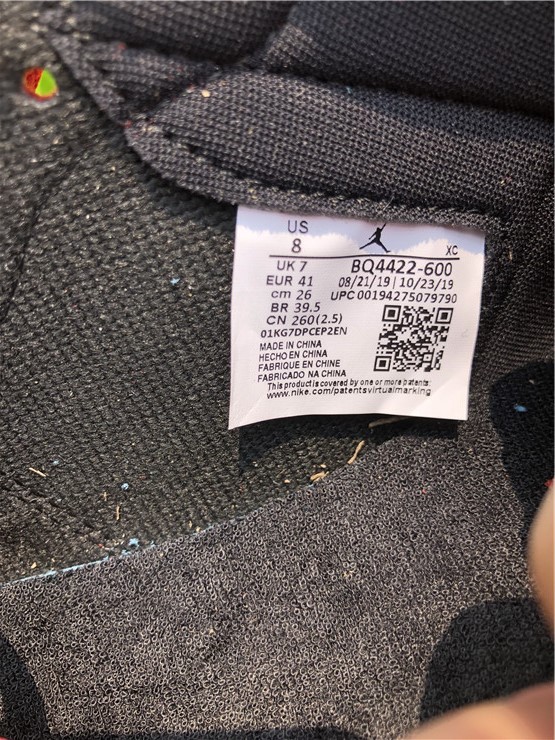 US
8
XC
UK 7
BQ4422-600
EUR 41
08/21/19 | 10/23/19
cm 26
UPC 00194275079790
BR 39.5
CN 260(2.5)
01KG7DPCEP2EN
MADE IN CHINA
HECHO EN CHINA
FABRIQUE EN CHINE
FABRICADO NA CHINA
This product is covered by one or more patents:
www.nike.com/patentsvirtualmarking